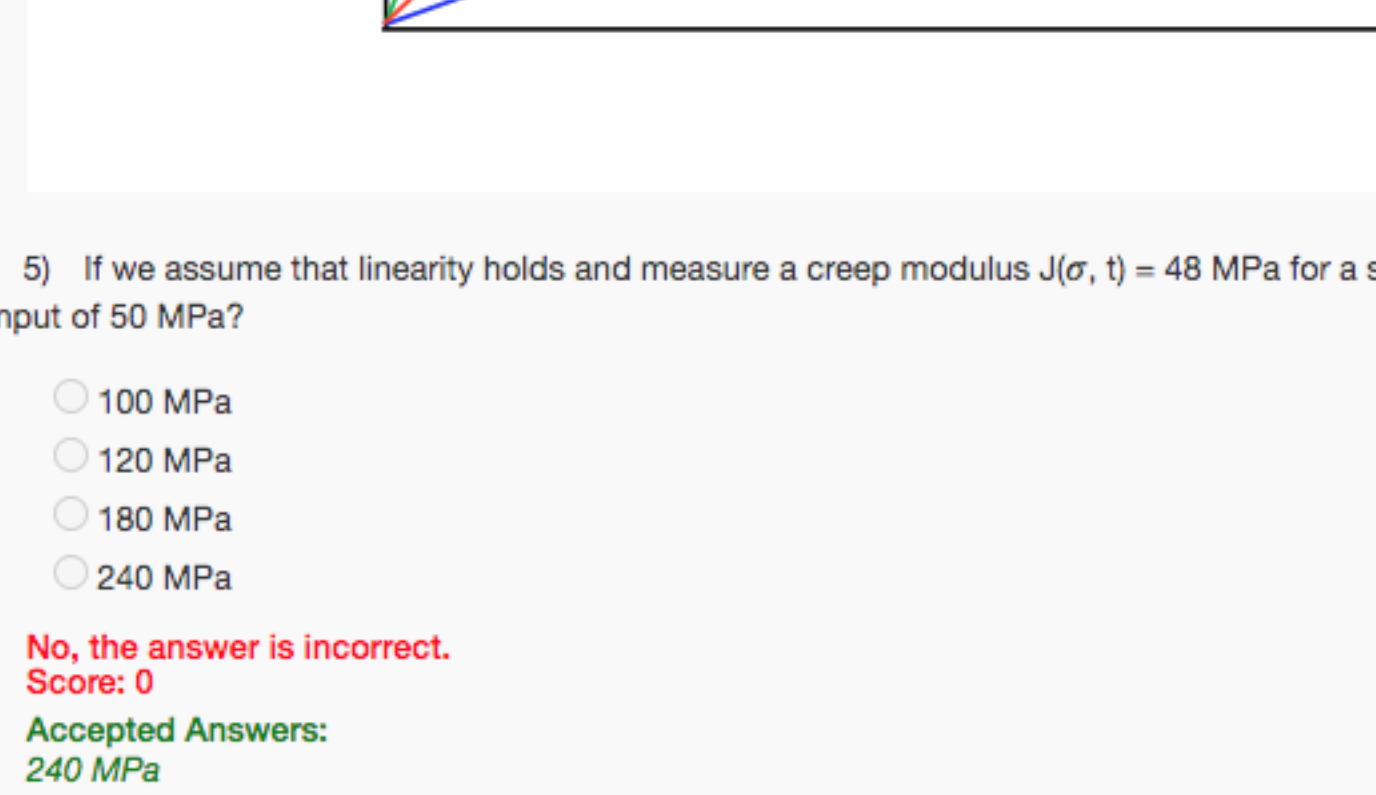 5) If we assume that linearity holds and measure a creep modulus J(σ, t) = 48 MPa for a s
nput of 50 MPa?
100 MPa
120 MPa
180 MPa
240 MPa
No, the answer is incorrect.
Score: 0
Accepted Answers:
240 MPa